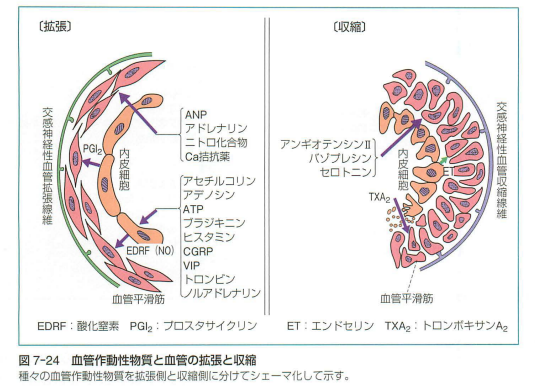 〔拡張〕
交感神経性血管拡張線維
PGI₂
内皮細胞
ANP
アドレナリン
ニトロ化合物
Ca拮抗薬
アセチルコリン
アデノシン
ATP
ブラジキニン
ヒスタミン
CGRP
VIP
トロンビン
ノルアドレナリン
EDRF（NO）
血管平滑筋
〔収縮〕
アンギオテンシンⅡ
バソプレシン
セロトニン
内皮細胞
ET
TXA₂
交感神経性血管収縮線維
血管平滑筋
EDRF：酸化窒素　PGI₂：プロスタサイクリン
ET：エンドセリン　TXA₂：トロンボキサンA₂
図 7-24　血管作動性物質と血管の拡張と収縮
種々の血管作動性物質を拡張側と収縮側に分けてシェーマ化して示す。